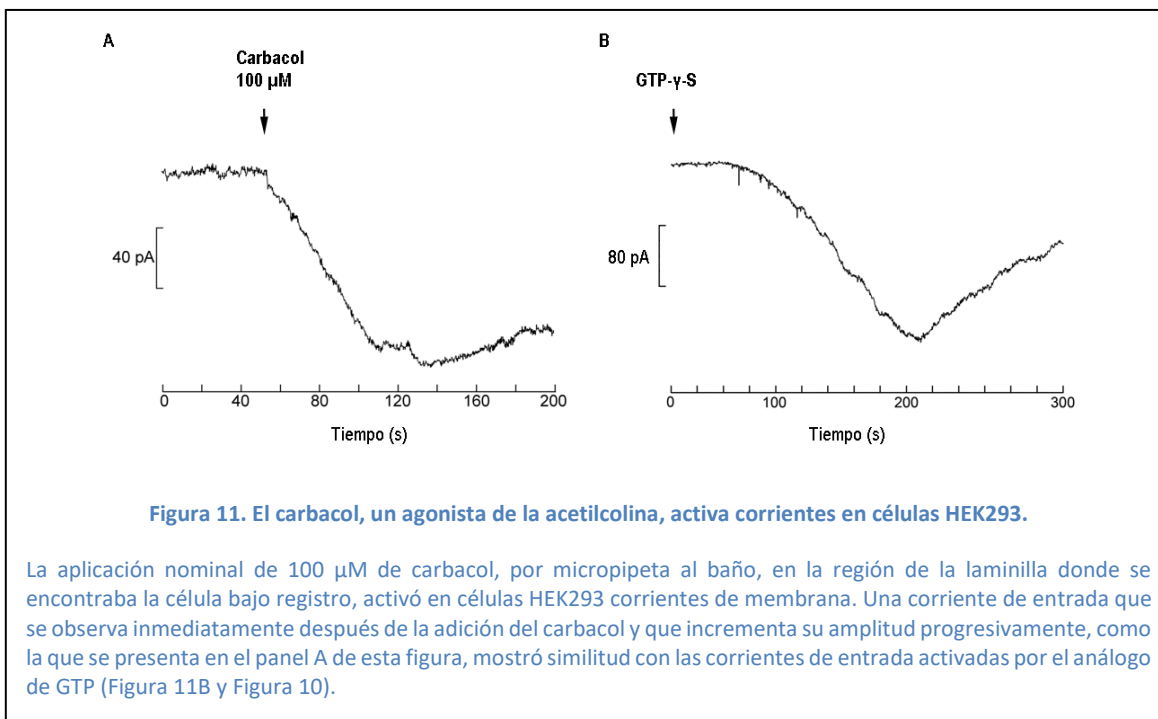 A
B
Carbacol
100 µM
GTP-γ-S
40 pA
80 pA
0 40 80 120 160 200
0 100 200 300
Tiempo (s)
Tiempo (s)
Figura 11. El carbacol, un agonista de la acetilcolina, activa corrientes en células HEK293.
La aplicación nominal de 100 µM de carbacol, por micropipeta al baño, en la región de la laminilla donde se
encontraba la célula bajo registro, activó en células HEK293 corrientes de membrana. Una corriente de entrada que
se observa inmediatamente después de la adición del carbacol y que incrementa su amplitud progresivamente, como
la que se presenta en el panel A de esta figura, mostró similitud con las corrientes de entrada activadas por el análogo
de GTP (Figura 11B y Figura 10).